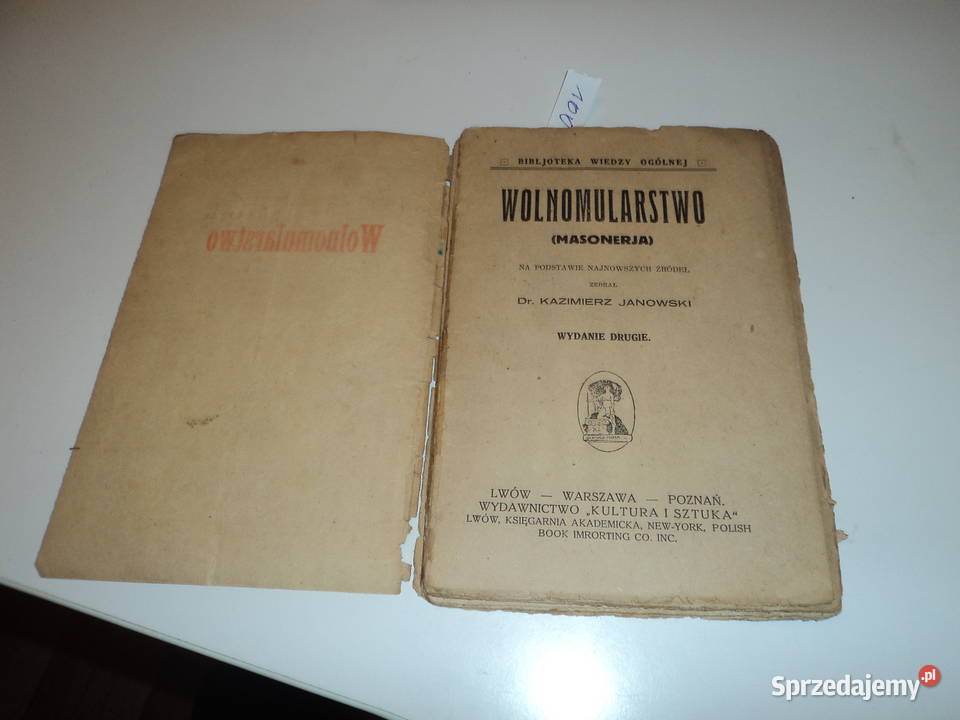 100
Wolnomularstwo
BIBLJOTEKA WIEDZY OGÓLNEJ
WOLNOMULARSTWO
(MASONERJA)
NA PODSTAWIE NAJNOWSZYCH ŹRÓDEŁ
ZEBRAŁ
Dr. KAZIMIERZ JANOWSKI
WYDANIE DRUGIE.
LWÓW — WARSZAWA — POZNAŃ.
WYDAWNICTWO „KULTURA I SZTUKA“
LWÓW, KSIĘGARNIA AKADEMICKA, NEW-YORK, POLISH
BOOK IMRORTING CO. INC.
Sprzedajemy.pl